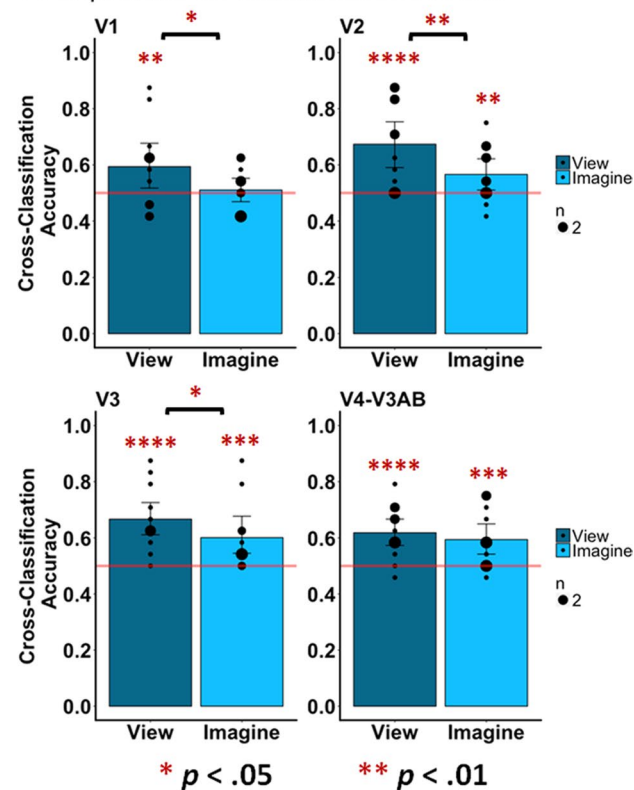 V1
*
**
1.0
0.8
0.6
0.4
0.2
0.0
Cross-Classification
Accuracy
View
Imagine
V2
**
****
**
1.0
0.8
0.6
0.4
0.2
0.0
View
Imagine
View
Imagine
n
2
V3
*
****
***
1.0
0.8
0.6
0.4
0.2
0.0
Cross-Classification
Accuracy
View
Imagine
V4-V3AB
****
***
1.0
0.8
0.6
0.4
0.2
0.0
View
Imagine
View
Imagine
n
2
* p < .05
** p < .01